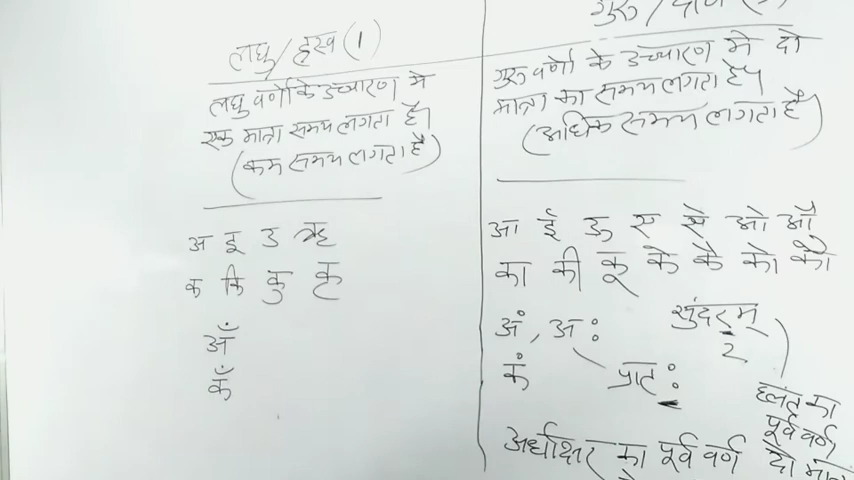 लघु/ह्रस्व (1)
लघु वर्णो के उच्चारण मे
एक मात्रा समय लगता है।
(कम समय लगता है)
अ इ उ ऋ
क कि कु कृ
अँ
कँ
गुरु/
गुरु वर्णो के उच्चारण मे दो
मात्रा का समय लगता है।
(अधिक समय लगता है)
आ ई ऊ ए ऐ ओ औ
का की कू के कै को कौ
अं, अः
सुंदरम्
2
कं
प्रातः
हलंत का
पूर्व वर्ण
दो
अर्धाक्षर का पूर्व वर्ण